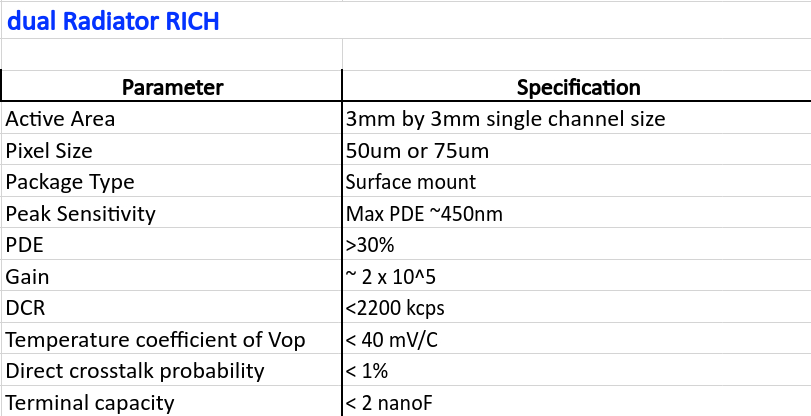 dual Radiator RICH
Parameter Specification
Active Area 3mm by 3mm single channel size
Pixel Size 50um or 75um
Package Type Surface mount
Peak Sensitivity Max PDE ~450nm
PDE >30%
Gain ~ 2 x 10^5
DCR <2200 kcps
Temperature coefficient of Vop < 40 mV/C
Direct crosstalk probability < 1%
Terminal capacity < 2 nanoF